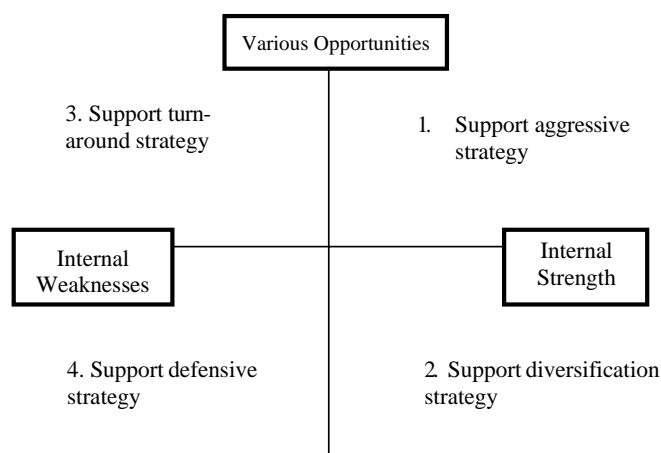 Various Opportunities
3. Support turn-
around strategy
1. Support aggressive
strategy
Internal
Weaknesses
Internal
Strength
4. Support defensive
strategy
2. Support diversification
strategy